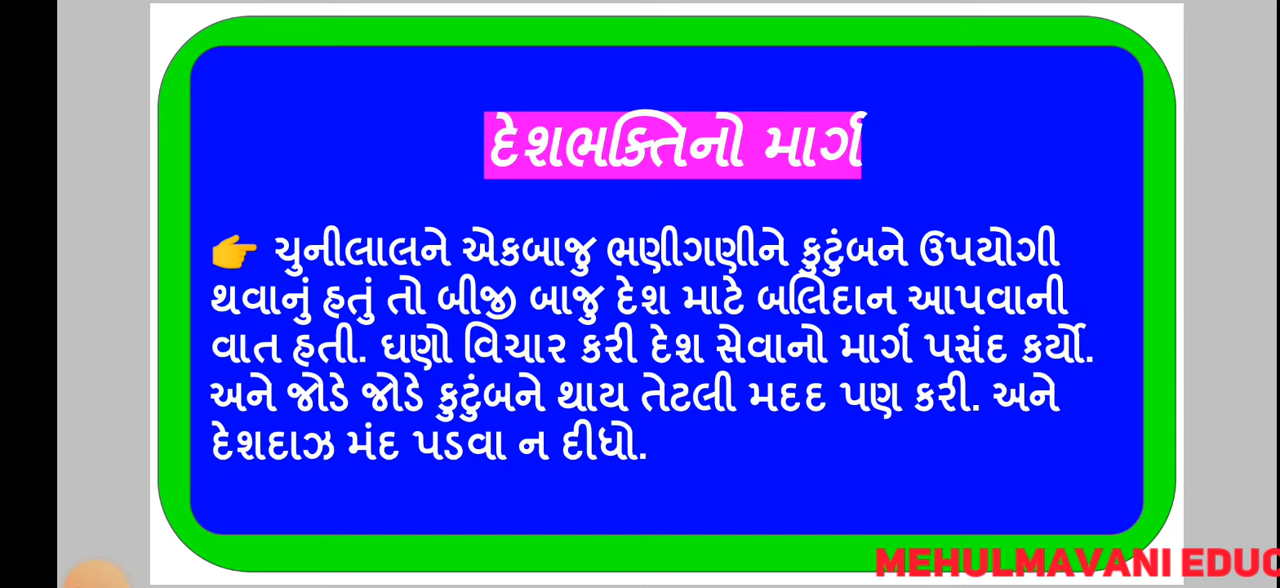 દેશભક્તિનો માર્ગ
👉 ચુનીલાલને એકબાજુ ભણીગણીને કુટુંબને ઉપયોગી
થવાનું હતું તો બીજી બાજુ દેશ માટે બલિદાન આપવાની
વાત હતી. ઘણો વિચાર કરી દેશ સેવાનો માર્ગ પસંદ કર્યો.
અને જોડે જોડે કુટુંબને થાય તેટલી મદદ પણ કરી. અને
દેશદાઝ મંદ પડવા ન દીધો.
MEHULMAVANI EDUC